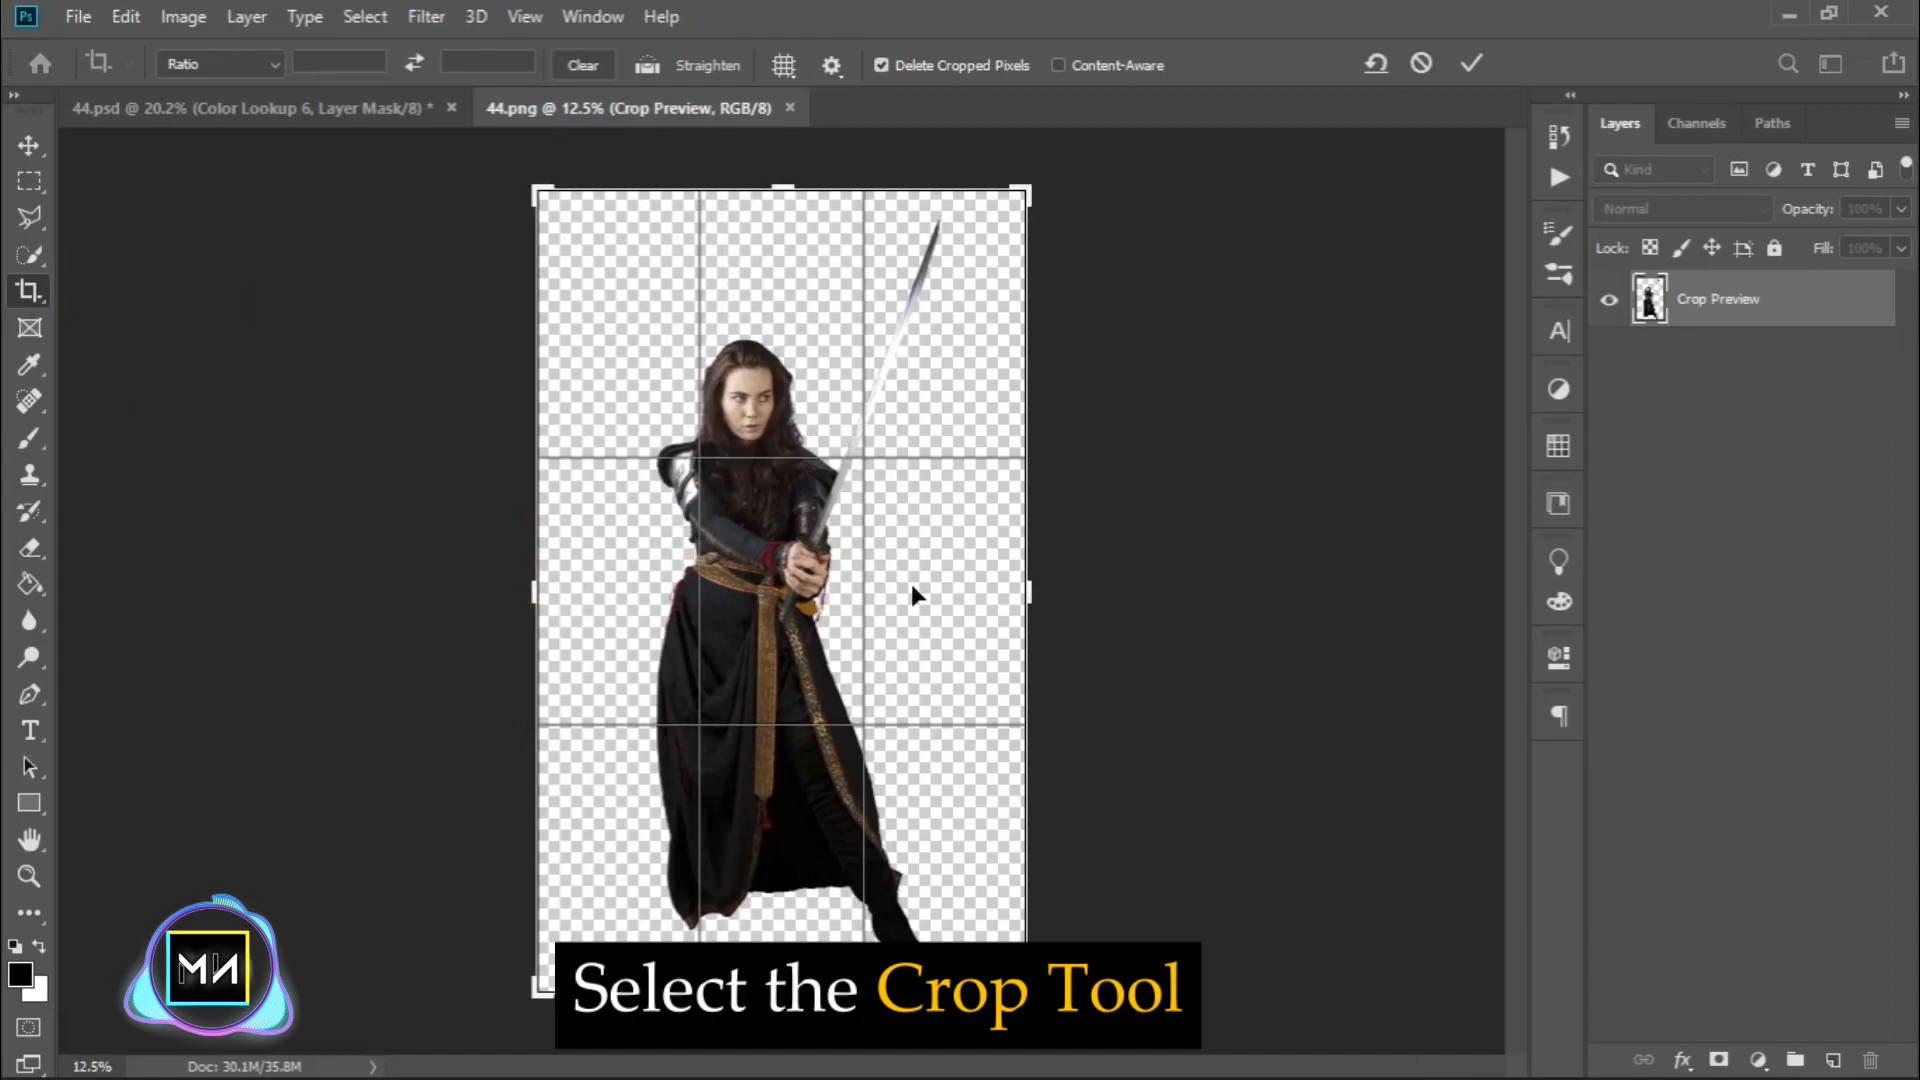 Ps File Edit Image Layer Type Select Filter 3D View Window Help
Ratio Clear Straighten Delete Cropped Pixels Content-Aware
44.psd @ 20.2% (Color Lookup 6, Layer Mask/8) * 44.png @ 12.5% (Crop Preview, RGB/8)
Layers Channels Paths
Kind
Normal Opacity: 100%
Lock: Fill: 100%
Crop Preview
Select the Crop Tool
12.5% Doc: 30.1M/35.8M